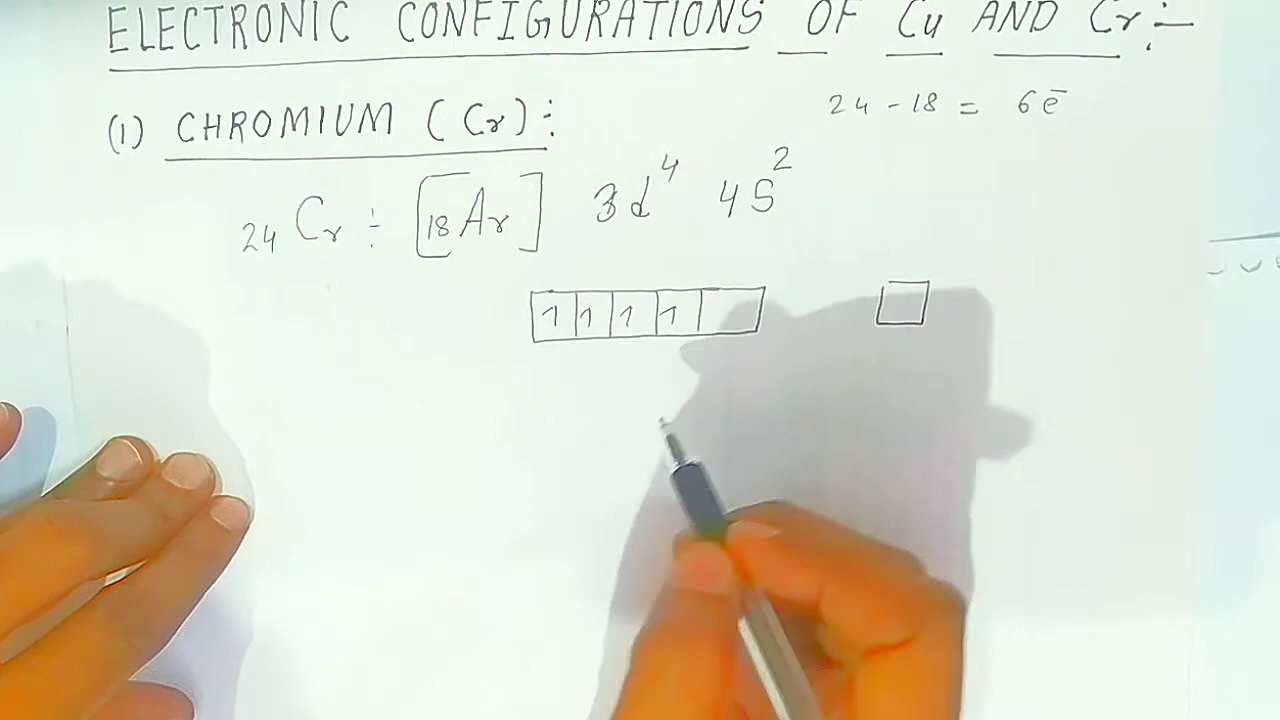 ELECTRONIC CONFIGURATIONS OF Cu AND Cr :-
24 - 18 = 6e̅
(1) CHROMIUM (Cr) :
₂₄Cr ÷ [₁₈Ar] 3d⁴ 4S²
1 1 1 1